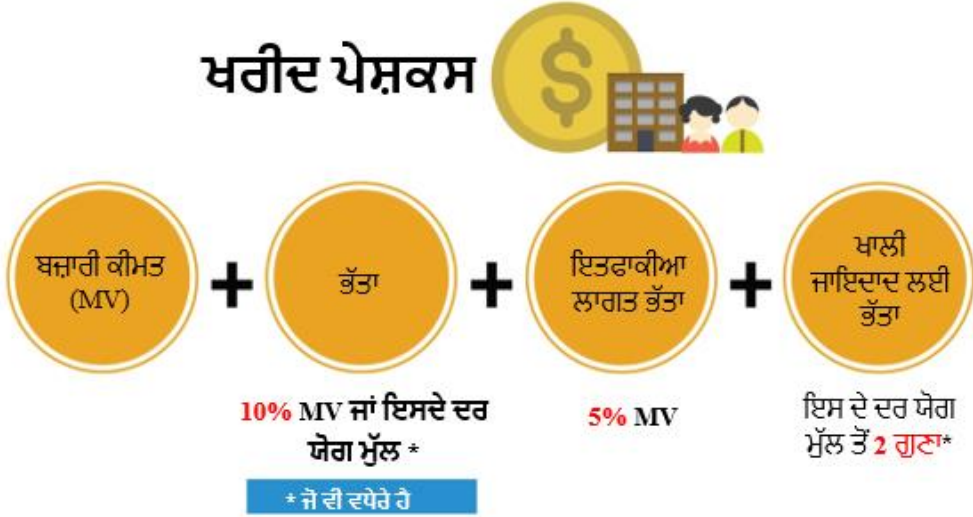 ਖਰੀਦ ਪੇਸ਼ਕਸ
ਬਜ਼ਾਰੀ ਕੀਮਤ
(MV)
+
ਭੱਤਾ
+
ਇਤਫਾਕੀਆ
ਲਾਗਤ ਭੱਤਾ
+
ਖਾਲੀ
ਜਾਇਦਾਦ ਲਈ
ਭੱਤਾ
10% MV ਜਾਂ ਇਸਦੇ ਦਰ
ਯੋਗ ਮੁੱਲ *
* ਜੋ ਵੀ ਵਧੇਰੇ ਹੈ
5% MV
ਇਸ ਦੇ ਦਰ ਯੋਗ
ਮੁੱਲ ਤੋਂ 2 ਗੁਣਾ*